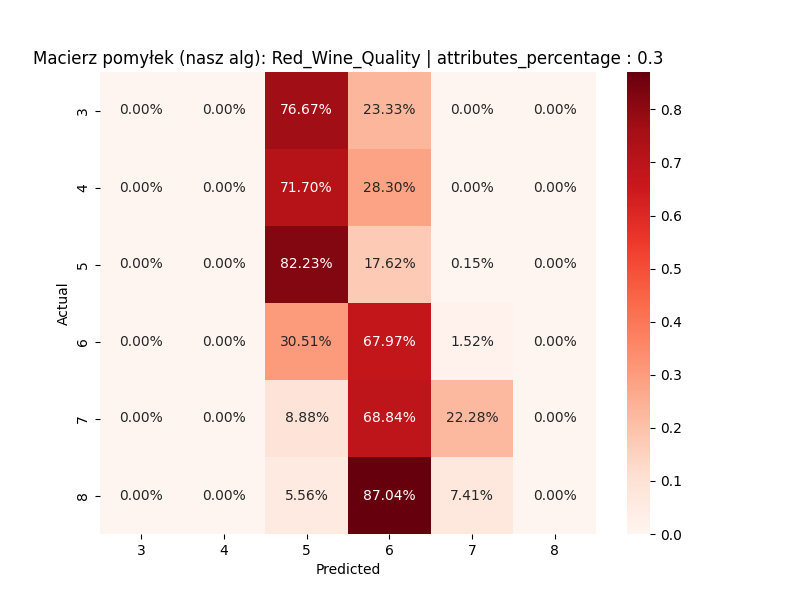 Macierz pomyłek (nasz alg): Red_Wine_Quality | attributes_percentage : 0.3
3 0.00% 0.00% 76.67% 23.33% 0.00% 0.00%
4 0.00% 0.00% 71.70% 28.30% 0.00% 0.00%
5 0.00% 0.00% 82.23% 17.62% 0.15% 0.00%
6 0.00% 0.00% 30.51% 67.97% 1.52% 0.00%
7 0.00% 0.00% 8.88% 68.84% 22.28% 0.00%
8 0.00% 0.00% 5.56% 87.04% 7.41% 0.00%
3 4 5 6 7 8
Predicted
Actual
0.8
0.7
0.6
0.5
0.4
0.3
0.2
0.1
0.0